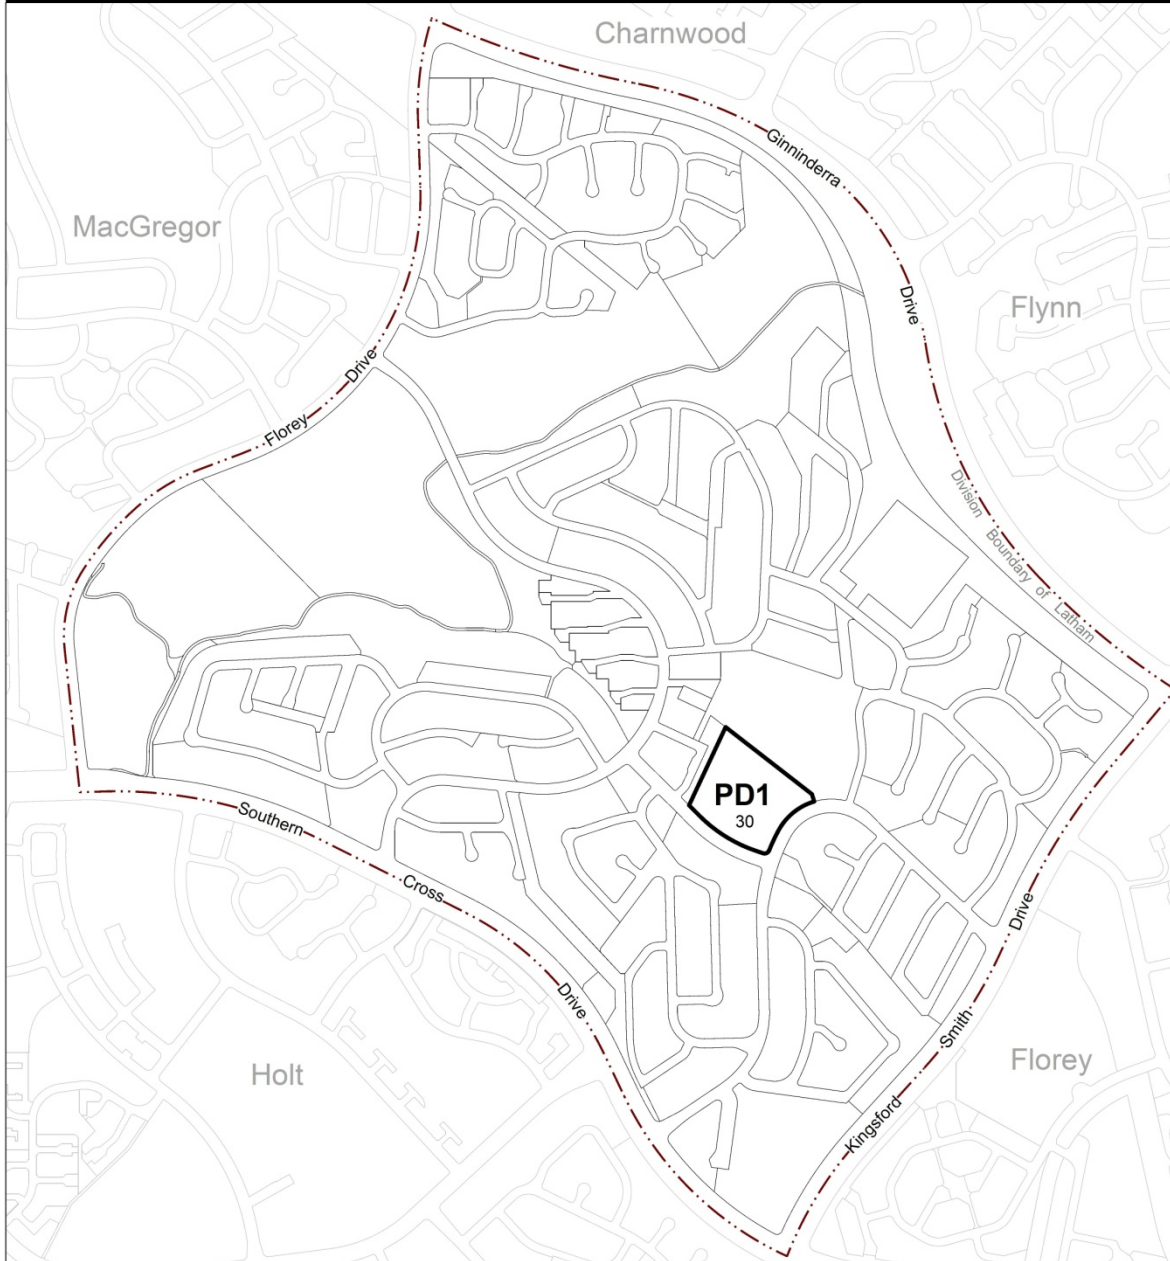 Charnwood
Ginninderra
MacGregor
Drive
Flynn
Drive
Florey
Division
Boundary
of
Latham
PD1
30
Southern
Cross
Drive
Drive
Smith
Kingsford
Holt
Florey